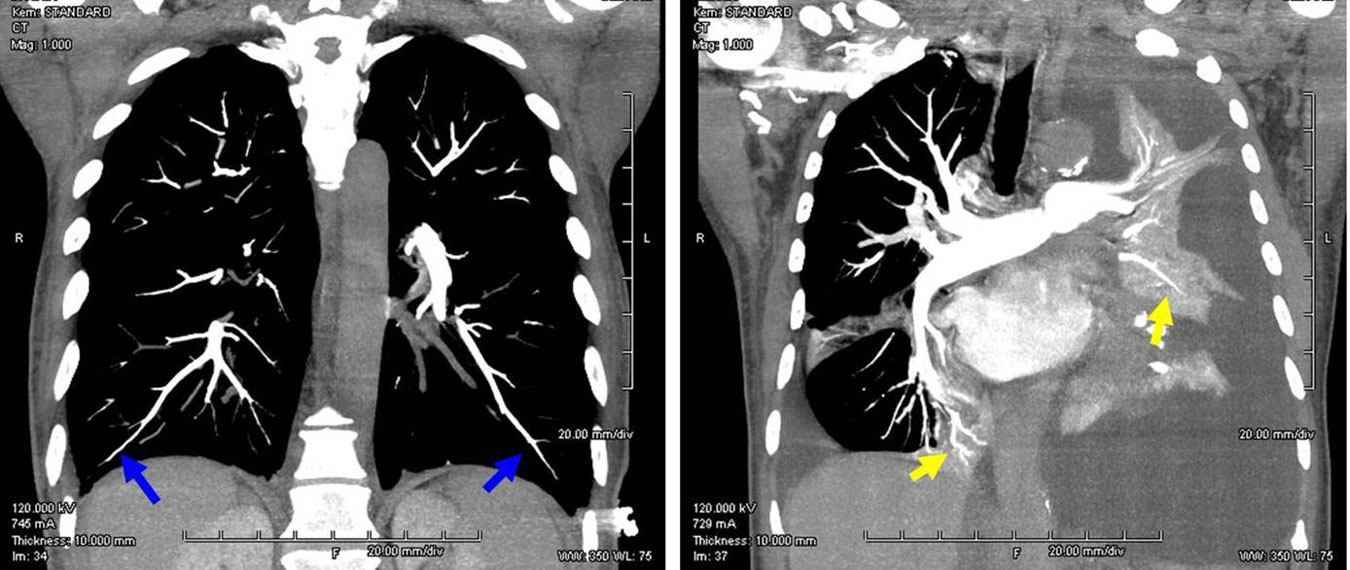 Kern: STANDARD
CT
Mag: 1.000
R
L
20.00 mm/div
120.000 kV
745 mA
Thickness: 10.000 mm
Im: 34
F
20.00 mm/div
WW: 350 WL: 75
Kern: STANDARD
CT
Mag: 1.000
R
L
20.00 mm/div
120.000 kV
729 mA
Thickness: 10.000 mm
Im: 37
F
20.00 mm/div
WW: 350 WL: 75